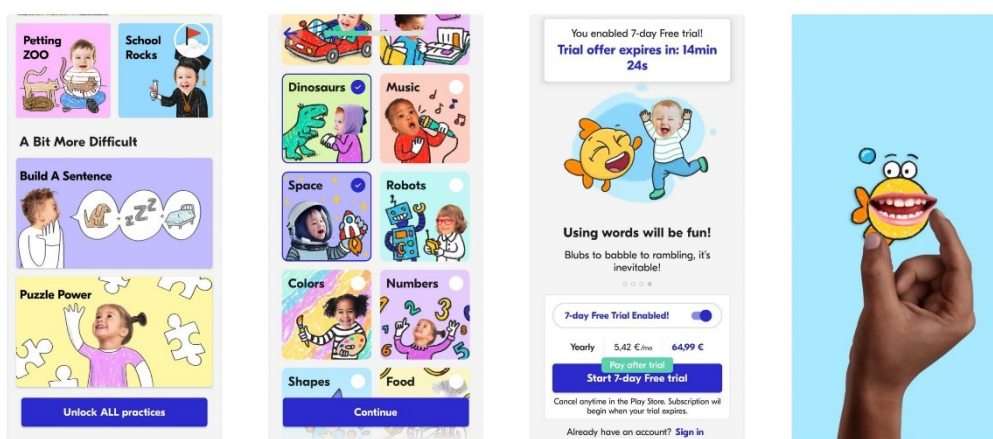 Petting
ZOO
School
Rocks
A Bit More Difficult
Build A Sentence
zZZ
Puzzle Power
Unlock ALL practices
Dinosaurs
Music
Space
Robots
Colors
Numbers
Shapes
Food
Continue
You enabled 7-day Free trial!
Trial offer expires in: 14min
24s
Using words will be fun!
Blubs to babble to rambling, it's
inevitable!
7-day Free Trial Enabled!
Yearly 5,42 €/mo 64,99 €
Pay after trial
Start 7-day Free trial
Cancel anytime in the Play Store. Subscription wil
begin when your trial expires.
Already have an account? Sign in